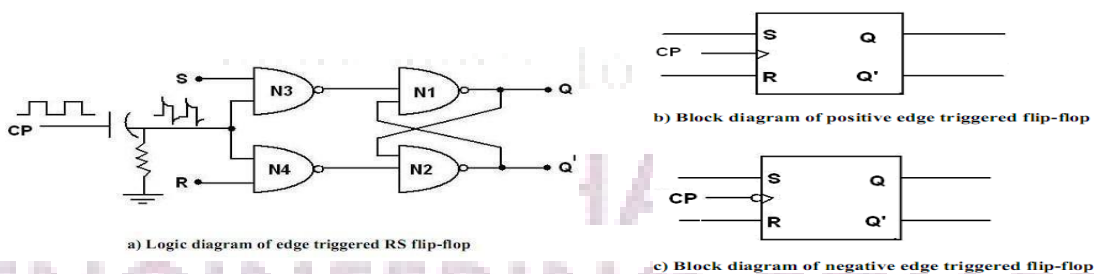 S
N3
N1
Q
CP
R
N4
N2
Q'
a) Logic diagram of edge triggered RS flip-flop
S
Q
CP
R
Q'
b) Block diagram of positive edge triggered flip-flop
S
Q
CP
R
Q'
c) Block diagram of negative edge triggered flip-flop